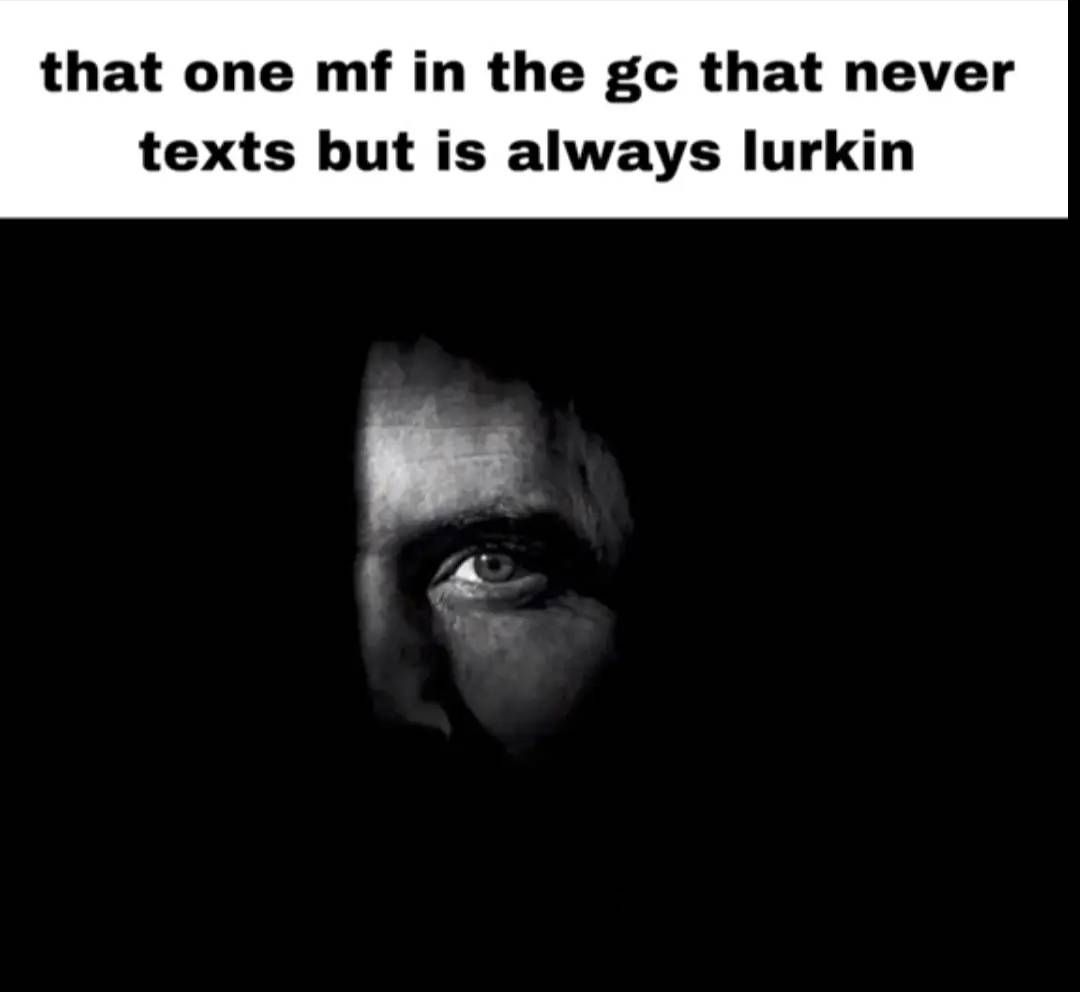 that one mf in the gc that never
texts but is always lurkin